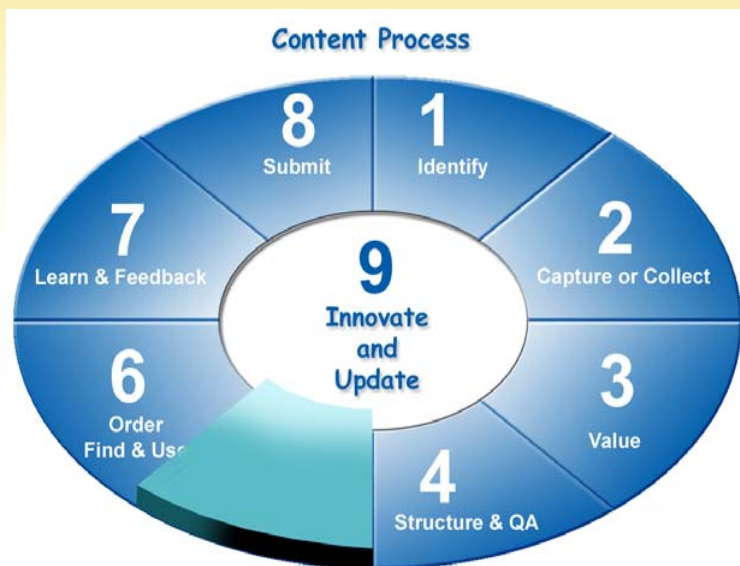 Content Process
8
Submit
1
Identify
7
Learn & Feedback
2
Capture or Collect
9
Innovate
and
Update
6
Order
Find & Use
3
Value
4
Structure & QA